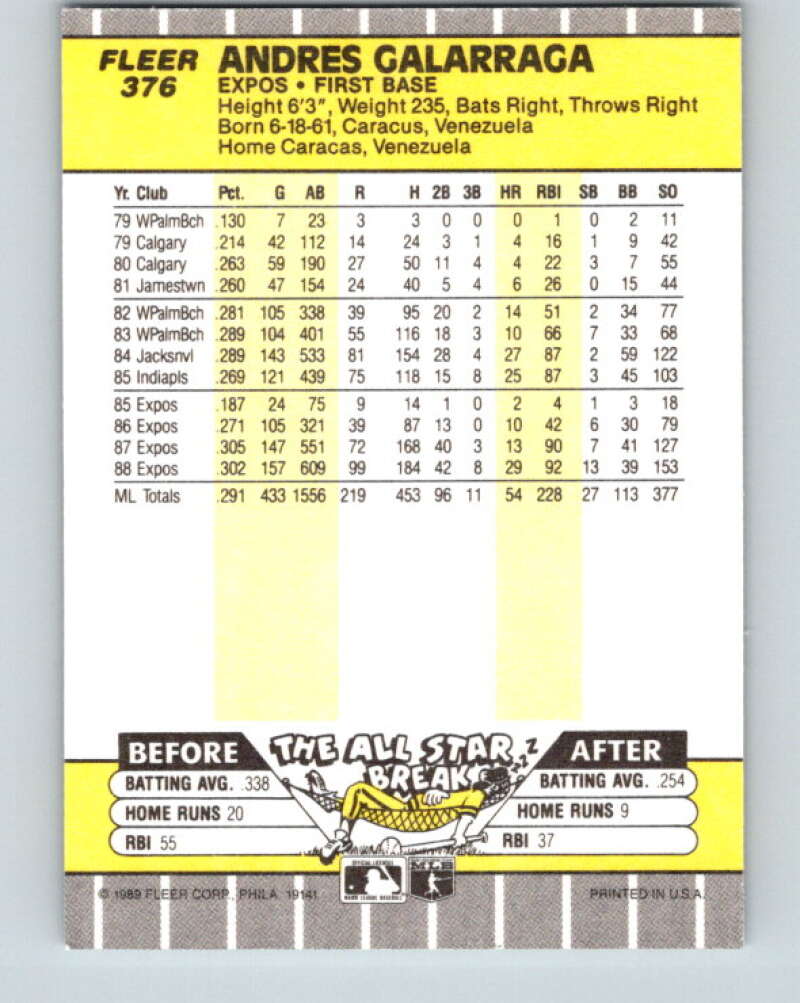 FLEER ANDRES GALARRAGA
376 EXPOS • FIRST BASE
Height 6'3", Weight 235, Bats Right, Throws Right
Born 6-18-61, Caracus, Venezuela
Home Caracas, Venezuela
Yr. Club Pct. G AB R H 2B 3B HR RBI SB BB SO
79 WPalmBch .130 7 23 3 3 0 0 0 1 0 2 11
79 Calgary .214 42 112 14 24 3 1 4 16 1 9 42
80 Calgary .263 59 190 27 50 11 4 4 22 3 7 55
81 Jamestwn .260 47 154 24 40 5 4 6 26 0 15 44
82 WPalmBch .281 105 338 39 95 20 2 14 51 2 34 77
83 WPalmBch .289 104 401 55 116 18 3 10 66 7 33 68
84 Jacksnvl .289 143 533 81 154 28 4 27 87 2 59 122
85 Indiapls .269 121 439 75 118 15 8 25 87 3 45 103
85 Expos .187 24 75 9 14 1 0 2 4 1 3 18
86 Expos .271 105 321 39 87 13 0 10 42 6 30 79
87 Expos .305 147 551 72 168 40 3 13 90 7 41 127
88 Expos .302 157 609 99 184 42 8 29 92 13 39 153
ML Totals .291 433 1556 219 453 96 11 54 228 27 113 377
BEFORE THE ALL STAR BREAK ZZZ AFTER
BATTING AVG. .338 BATTING AVG. .254
HOME RUNS 20 HOME RUNS 9
RBI 55 RBI 37
OFFICIAL LICENSEE
MAJOR LEAGUE BASEBALL
© 1989 FLEER CORP., PHILA. 19141 PRINTED IN U.S.A.